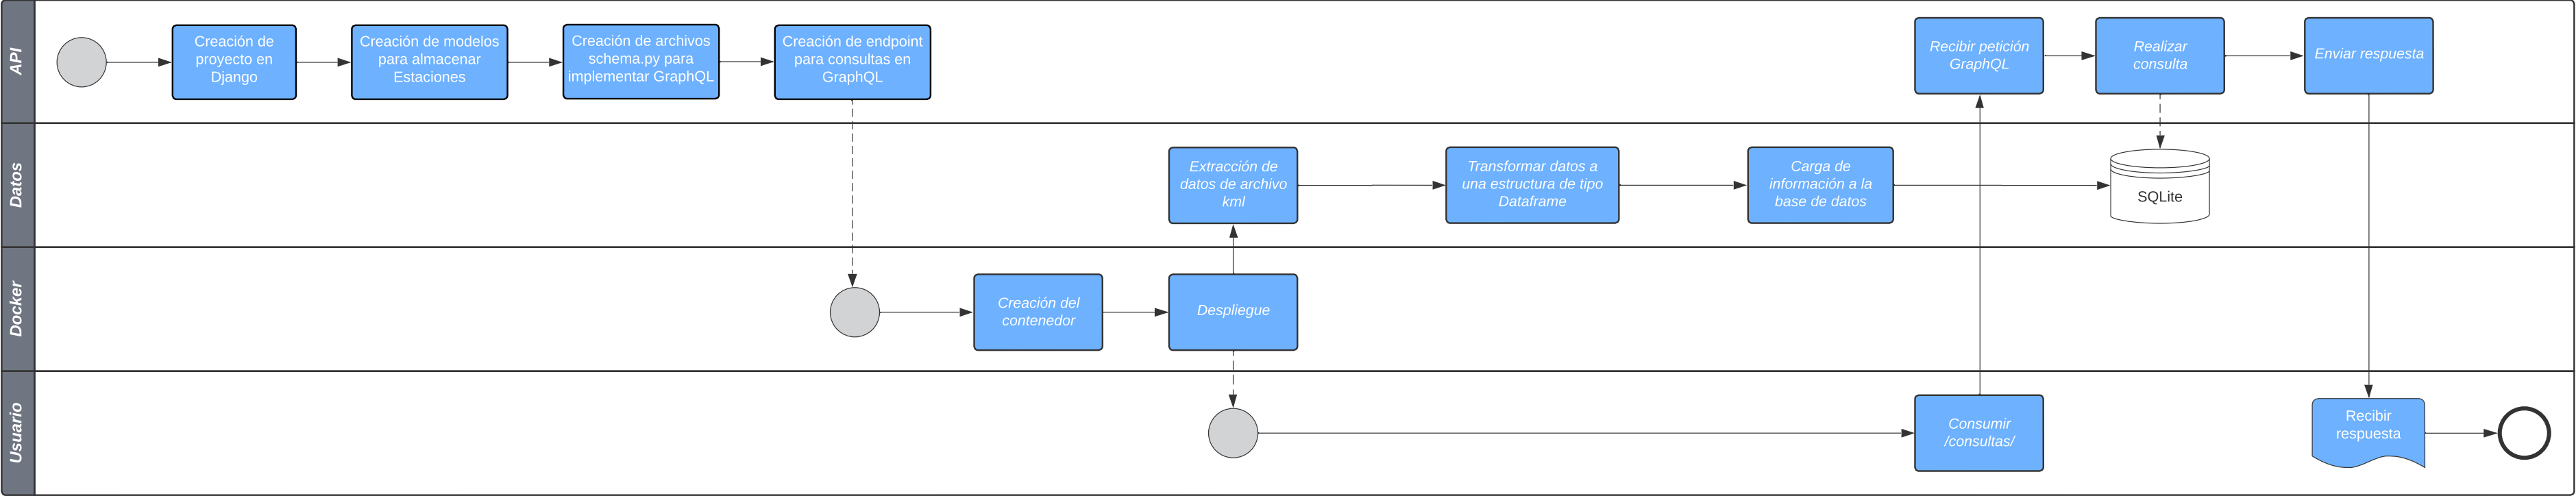 API
Creación de
proyecto en
Django
Creación de modelos
para almacenar
Estaciones
Creación de archivos
schema.py para
implementar GraphQL
Creación de endpoint
para consultas en
GraphQL
Recibir petición
GraphQL
Realizar
consulta
Enviar respuesta
Datos
Extracción de
datos de archivo
kml
Transformar datos a
una estructura de tipo
Dataframe
Carga de
información a la
base de datos
SQLite
Docker
Creación del
contenedor
Despliegue
Usuario
Consumir
/consultas/
Recibir
respuesta